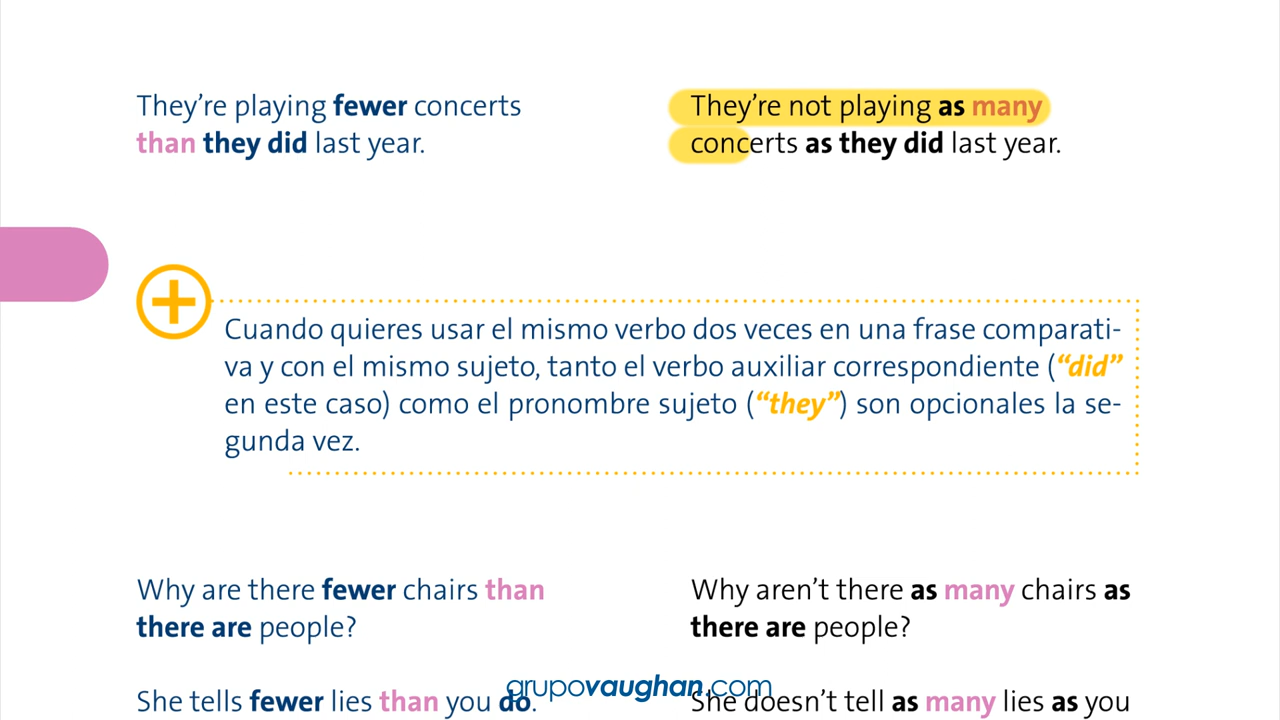 They're playing fewer concerts
than they did last year.
They're not playing as many
concerts as they did last year.
Cuando quieres usar el mismo verbo dos veces en una frase comparati-
va y con el mismo sujeto, tanto el verbo auxiliar correspondiente (“did”
en este caso) como el pronombre sujeto (“they”) son opcionales la se-
gunda vez.
Why are there fewer chairs than
there are people?
Why aren't there as many chairs as
there are people?
She tells fewer lies than you do.
She doesn't tell as many lies as you
grupovaughan.com